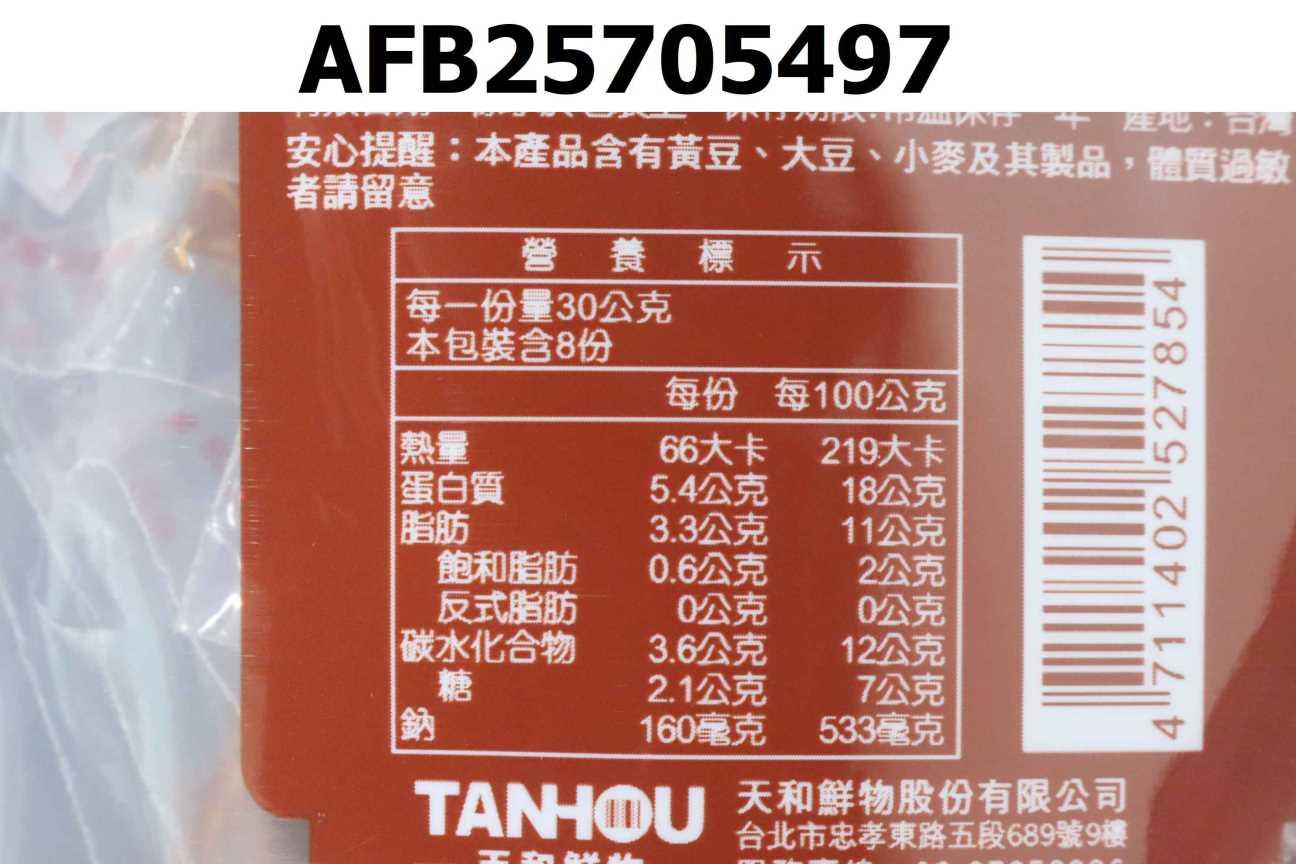 AFB25705497
安心提醒：本產品含有黃豆、大豆、小麥及其製品，體質過敏
者請留意
營養標示
每一份量30公克
本包裝含8份
每份 每100公克
熱量 66大卡 219大卡
蛋白質 5.4公克 18公克
脂肪 3.3公克 11公克
飽和脂肪 0.6公克 2公克
反式脂肪 0公克 0公克
碳水化合物 3.6公克 12公克
糖 2.1公克 7公克
鈉 160毫克 533毫克
4 711402 527854
TANHOU
天和鮮物股份有限公司
台北市忠孝東路五段689號9樓